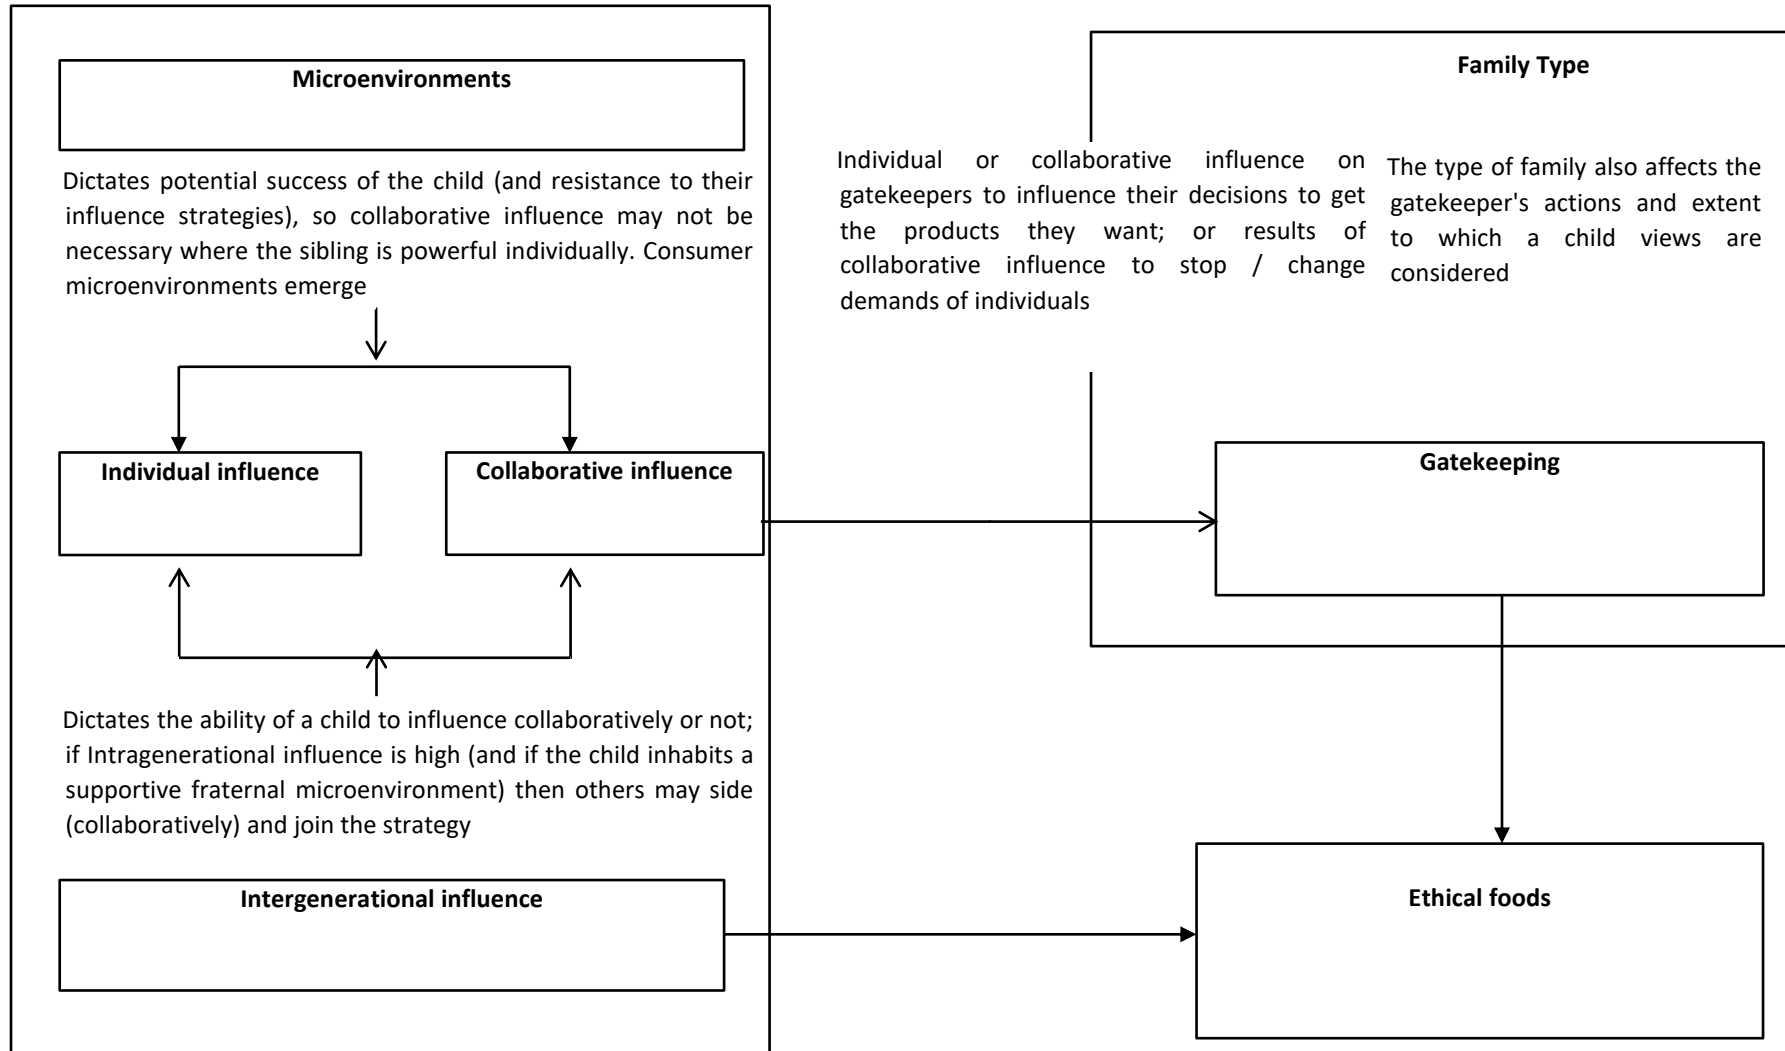 Microenvironments
Dictates potential success of the child (and resistance to their
influence strategies), so collaborative influence may not be
necessary where the sibling is powerful individually. Consumer
microenvironments emerge
Individual influence
Collaborative influence
Dictates the ability of a child to influence collaboratively or not;
if Intragenerational influence is high (and if the child inhabits a
supportive fraternal microenvironment) then others may side
(collaboratively) and join the strategy
Intergenerational influence
Family Type
Individual or collaborative influence on
gatekeepers to influence their decisions to get
the products they want; or results of
collaborative influence to stop / change
demands of individuals
The type of family also affects the
gatekeeper's actions and extent
to which a child views are
considered
Gatekeeping
Ethical foods